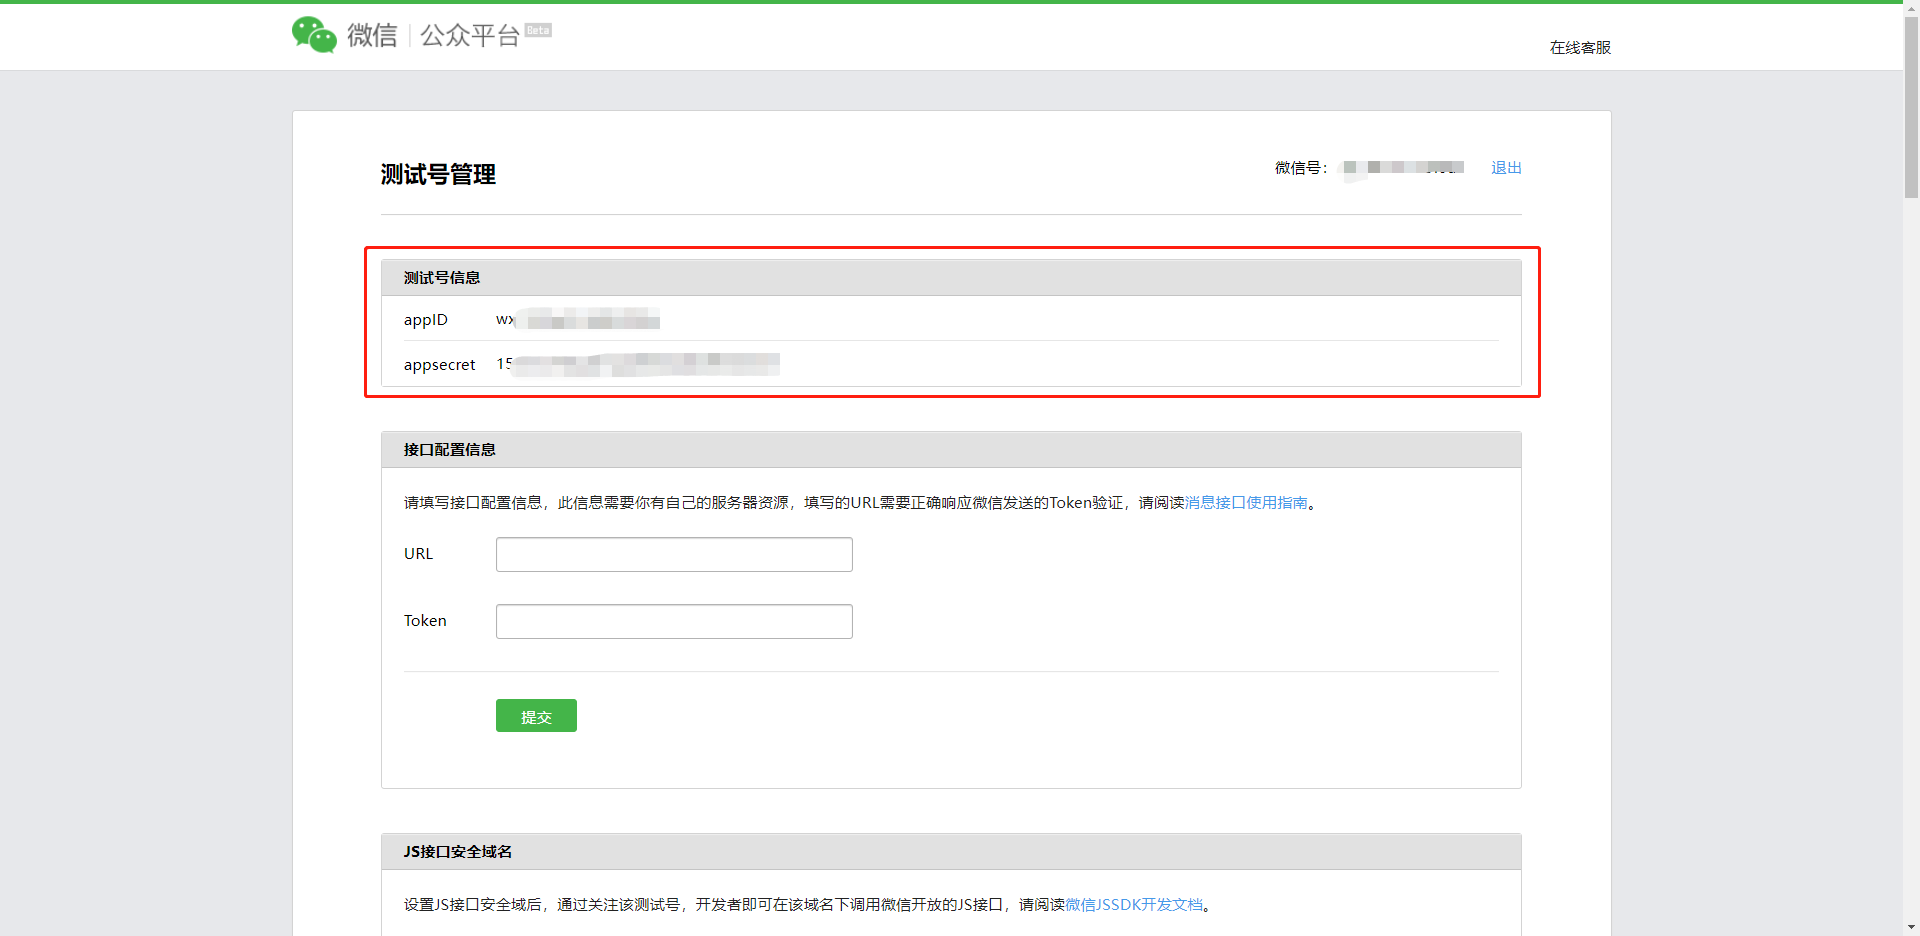 微信 | 公众平台 Beta
在线客服
测试号管理
微信号：
退出
测试号信息
appID wx
appsecret 15
接口配置信息
请填写接口配置信息，此信息需要你有自己的服务器资源，填写的URL需要正确响应微信发送的Token验证，请阅读消息接口使用指南。
URL
Token
提交
JS接口安全域名
设置JS接口安全域后，通过关注该测试号，开发者即可在该域名下调用微信开放的JS接口，请阅读微信JSSDK开发文档。